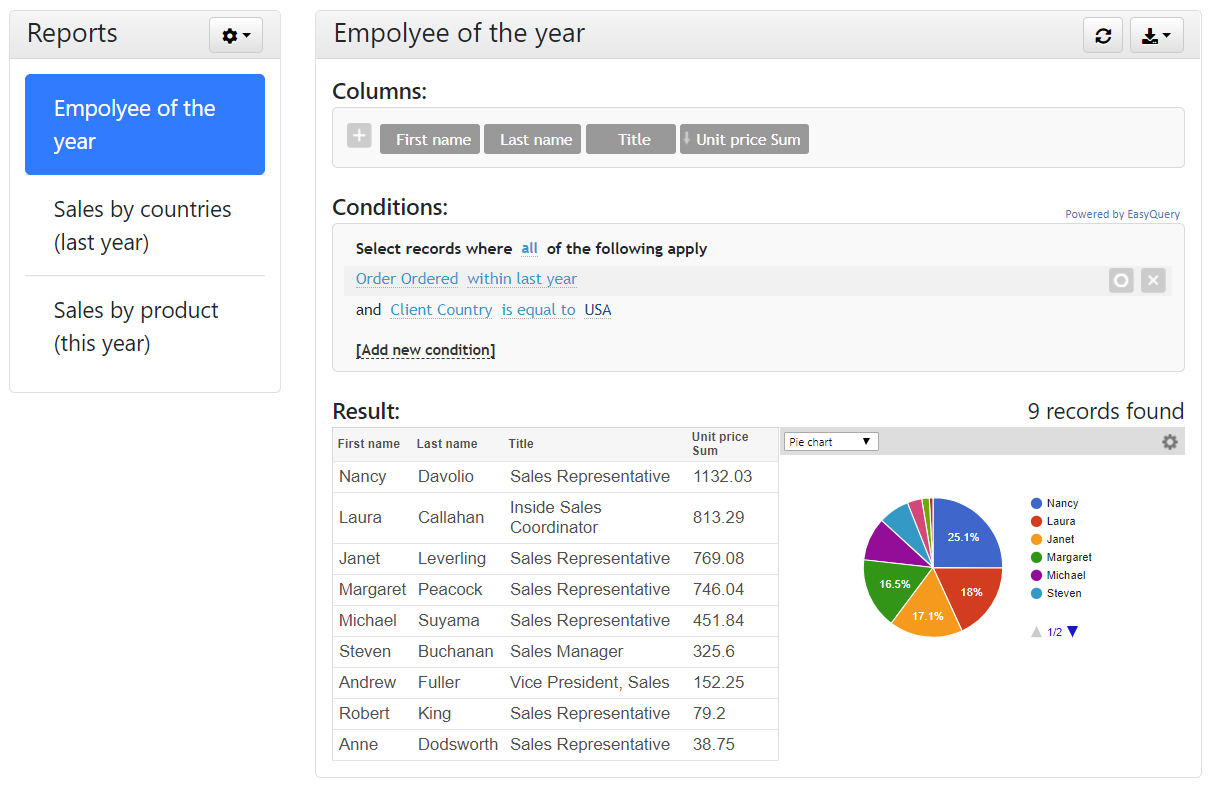 Reports
Empolyee of the
year
Sales by countries
(last year)
Sales by product
(this year)
Empolyee of the year
Columns:
First name Last name Title Unit price Sum
Conditions:
Powered by EasyQuery
Select records where all of the following apply
Order Ordered within last year
and Client Country is equal to USA
[Add new condition]
Result:
9 records found
First name Last name Title Unit price
Sum
Nancy Davolio Sales Representative 1132.03
Laura Callahan Inside Sales
Coordinator 813.29
Janet Leverling Sales Representative 769.08
Margaret Peacock Sales Representative 746.04
Michael Suyama Sales Representative 451.84
Steven Buchanan Sales Manager 325.6
Andrew Fuller Vice President, Sales 152.25
Robert King Sales Representative 79.2
Anne Dodsworth Sales Representative 38.75
Pie chart
25.1%
18%
17.1%
16.5%
Nancy
Laura
Janet
Margaret
Michael
Steven
1/2